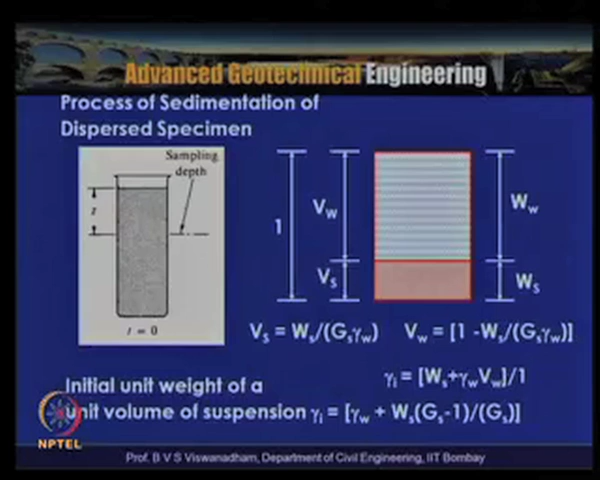 Advanced Geotechnical Engineering
Process of Sedimentation of
Dispersed Specimen
Sampling
depth
z
t = 0
1
V_W
V_S
W_w
W_S
V_s = W_s/(G_sγ_w)
V_w = [1 -W_s/(G_sγ_w)]
γ_i = [W_s+γ_wV_w]/1
Initial unit weight of a
unit volume of suspension γ_i = [γ_w + W_s(G_s-1)/(G_s)]
NPTEL
Prof. B V S Viswanadham, Department of Civil Engineering, IIT Bombay